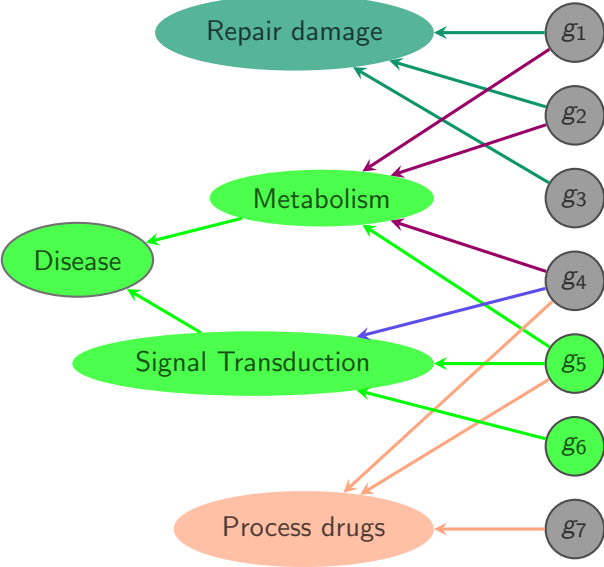 Repair damage
g1
g2
Metabolism
g3
Disease
g4
Signal Transduction
g5
g6
Process drugs
g7